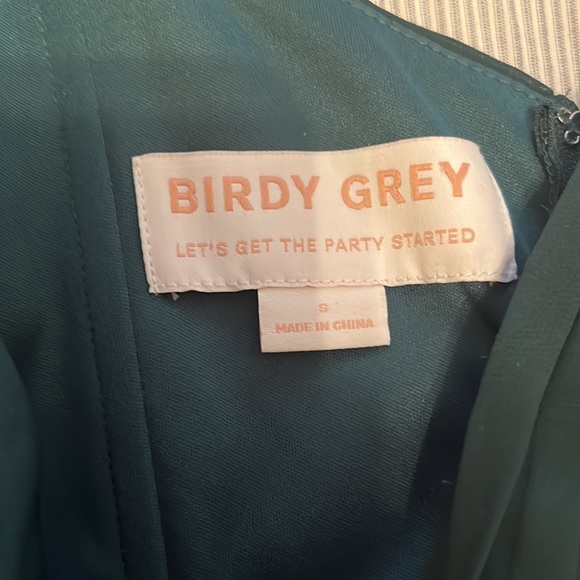 BIRDY GREY
LET'S GET THE PARTY STARTED
S
MADE IN CHINA